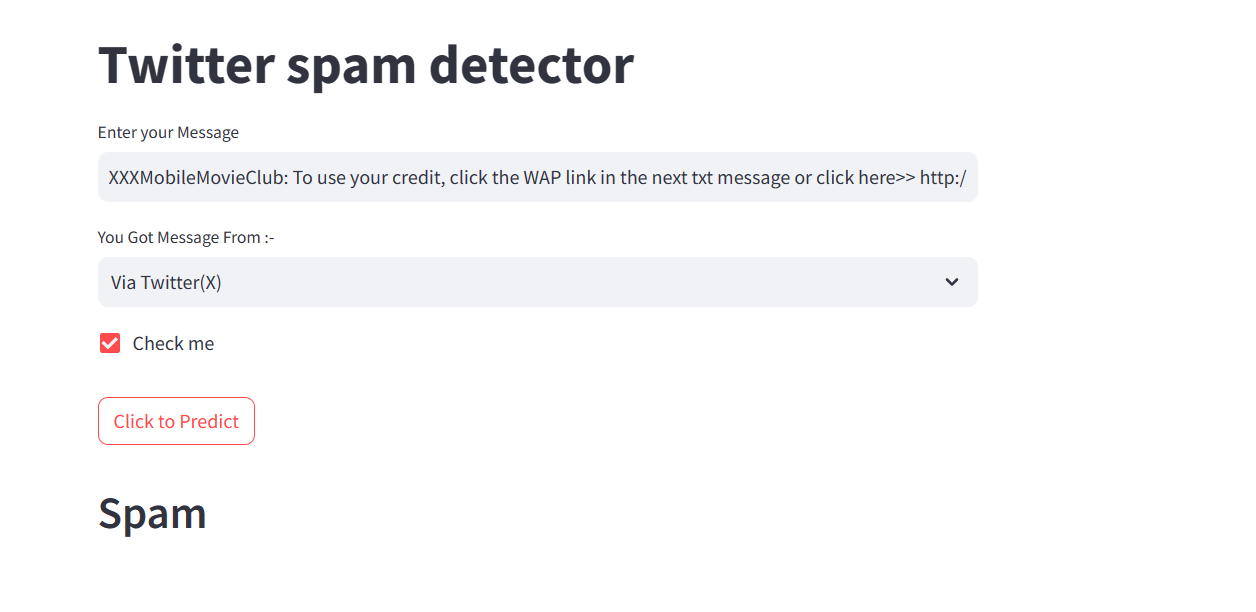 Twitter spam detector
Enter your Message
XXXMobileMovieClub: To use your credit, click the WAP link in the next txt message or click here>> http:/
You Got Message From :-
Via Twitter(X)
Check me
Click to Predict
Spam